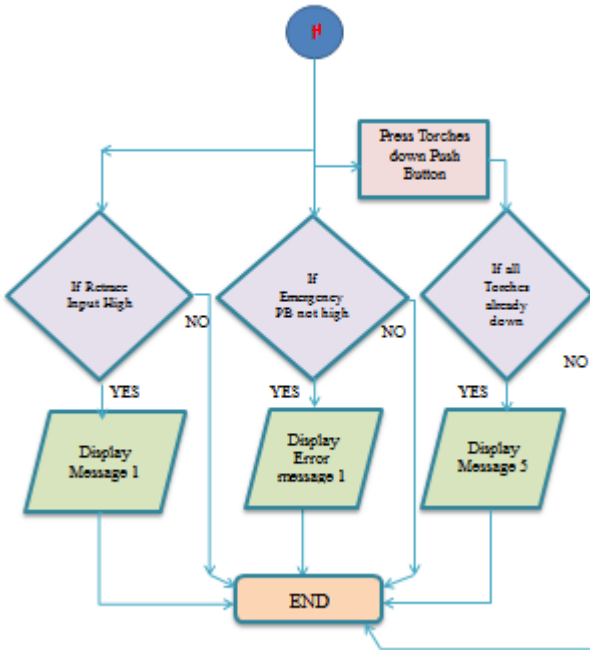 H
Press Torches
down Push
Button
If Retrace
Input High
NO
YES
If
Emergency
PB not high
NO
YES
If all
Torches
already
down
NO
YES
Display
Message 1
Display
Error
message 1
Display
Message 5
END